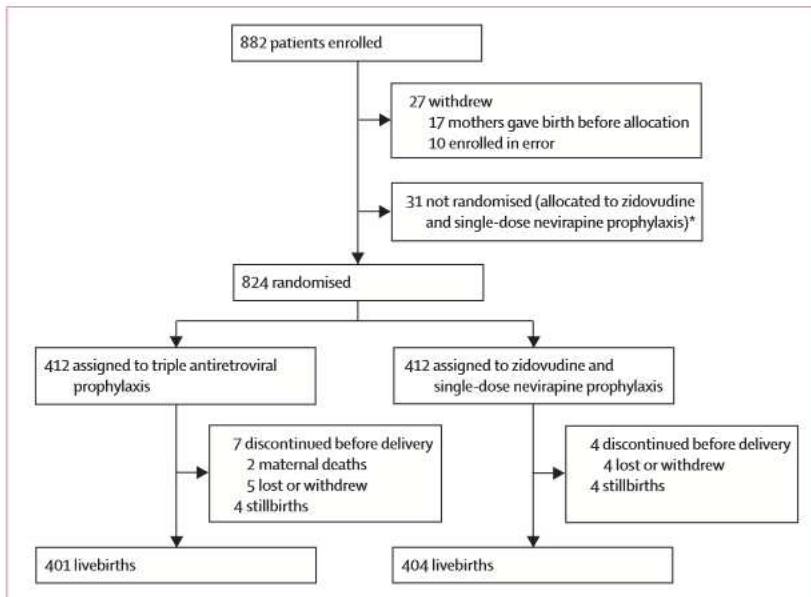 882 patients enrolled
27 withdrew
17 mothers gave birth before allocation
10 enrolled in error
31 not randomised (allocated to zidovudine
and single-dose nevirapine prophylaxis)*
824 randomised
412 assigned to triple antiretroviral
prophylaxis
412 assigned to zidovudine and
single-dose nevirapine prophylaxis
7 discontinued before delivery
2 maternal deaths
5 lost or withdrew
4 stillbirths
4 discontinued before delivery
4 lost or withdrew
4 stillbirths
401 livebirths
404 livebirths